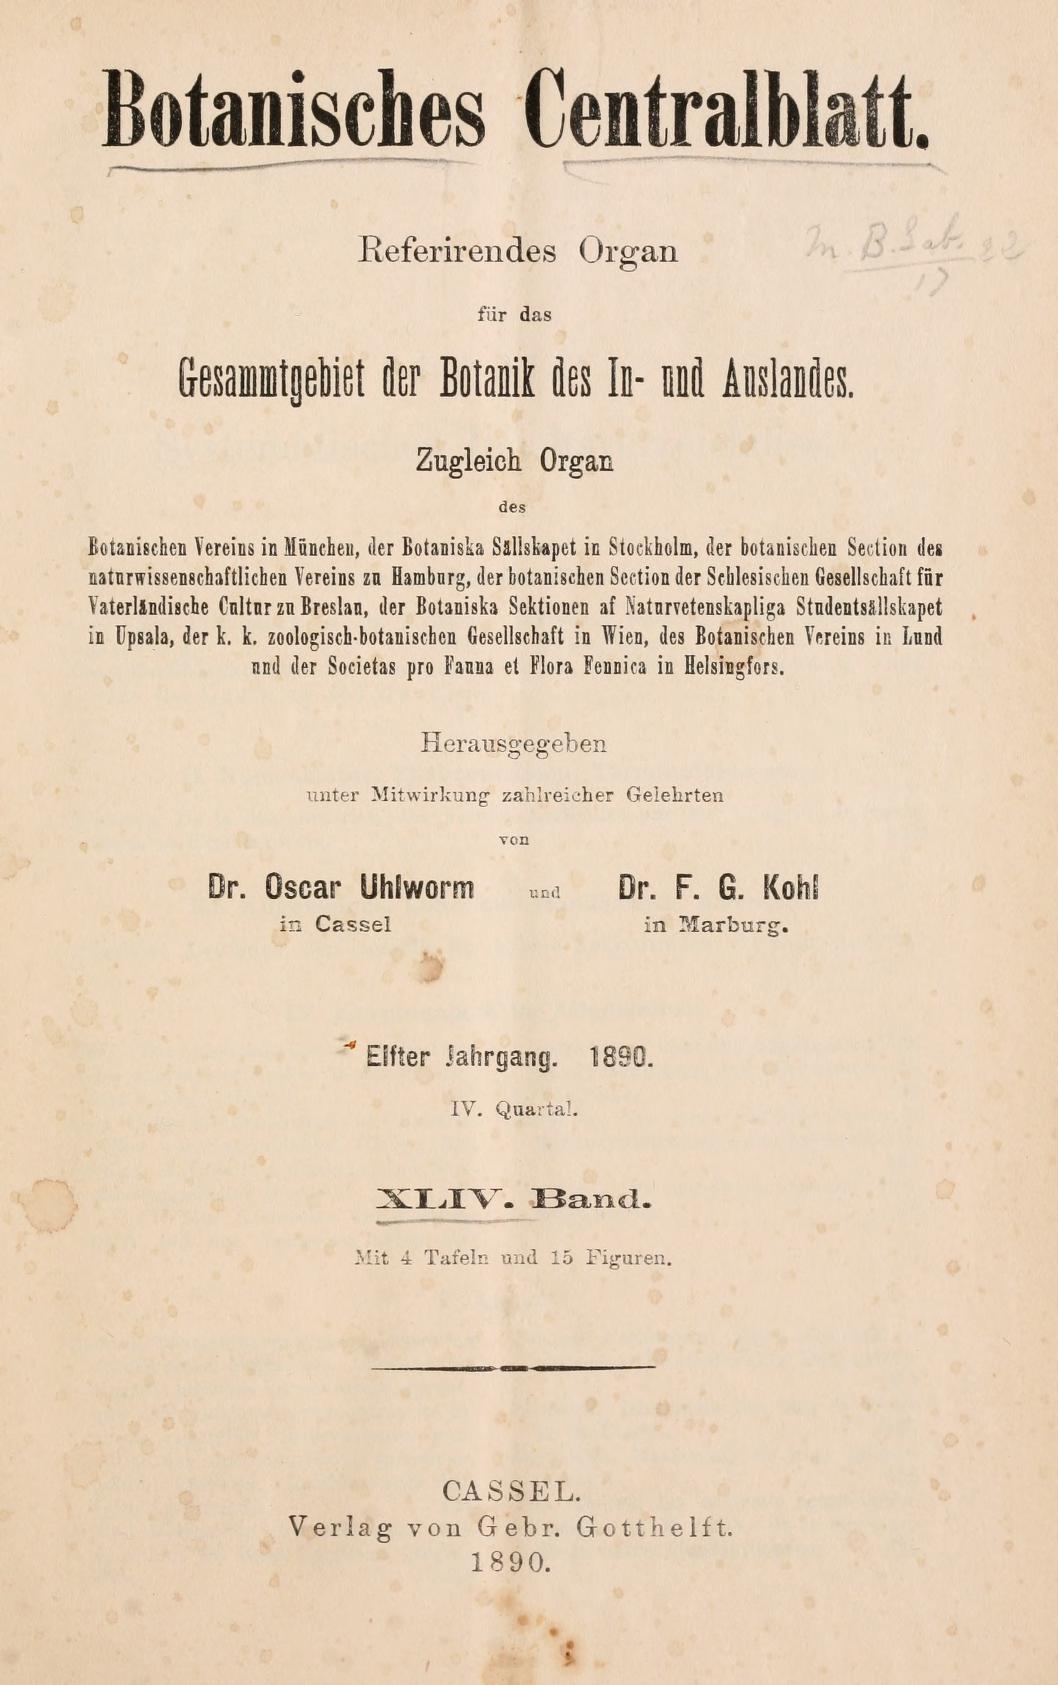 Botanisches Centralblatt.
Referirendes Organ
für das
Gesammtgebiet der Botanik des In- und Auslandes.
Zugleich Organ
des
Botanischen Vereins in München, der Botaniska Sällskapet in Stockholm, der botanischen Section des
naturwissenschaftlichen Vereins zu Hamburg, der botanischen Section der Schlesischen Gesellschaft für
Vaterländische Cultur zu Breslau, der Botaniska Sektionen af Naturvetenskapliga Studentsällskapet
in Upsala, der k. k. zoologisch-botanischen Gesellschaft in Wien, des Botanischen Vereins in Lund
und der Societas pro Fauna et Flora Fennica in Helsingfors.
Herausgegeben
unter Mitwirkung zahlreicher Gelehrten
von
Dr. Oscar Uhlworm und Dr. F. G. Kohl
in Cassel in Marburg.
Elfter Jahrgang. 1890.
IV. Quartal.
XLIV. Band.
Mit 4 Tafeln und 15 Figuren.
CASSEL.
Verlag von Gebr. Gotthelft.
1890.